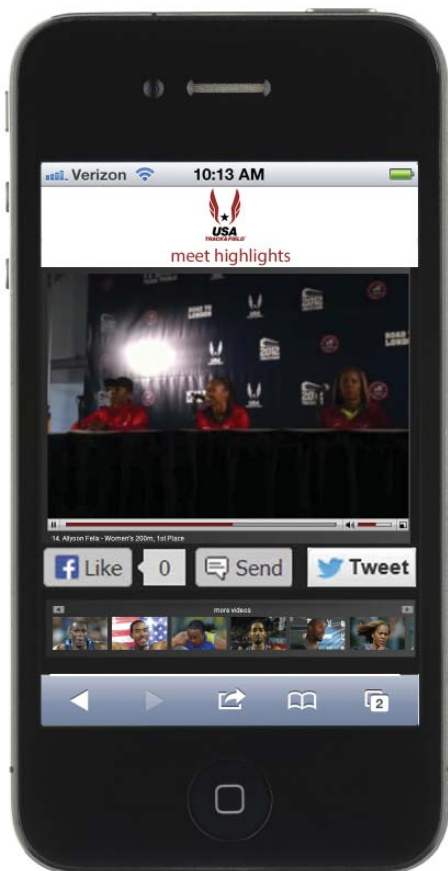 Verizon 10:13 AM
USA
TRACK&FIELD
meet highlights
ROAD TO
LONDON
2012
14. Allyson Felix - Women's 200m, 1st Place
Like 0 Send Tweet
more videos
2